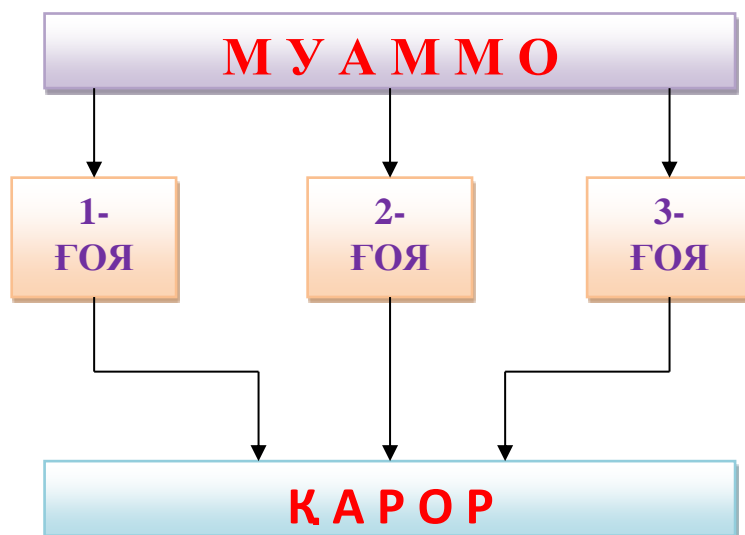 М У А М М О
1-
ҒОЯ
2-
ҒОЯ
3-
ҒОЯ
Қ А Р О Р